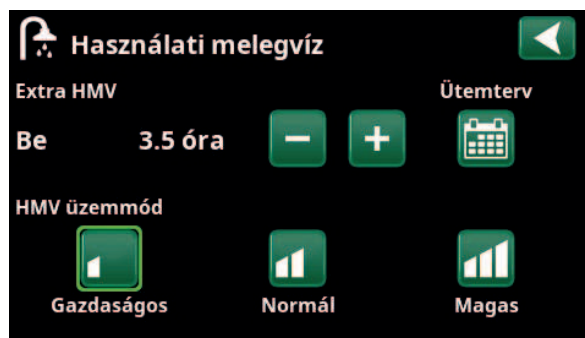 Használati melegvíz
Extra HMV
Ütemterv
Be 3.5 óra
HMV üzemmód
Gazdaságos Normál Magas